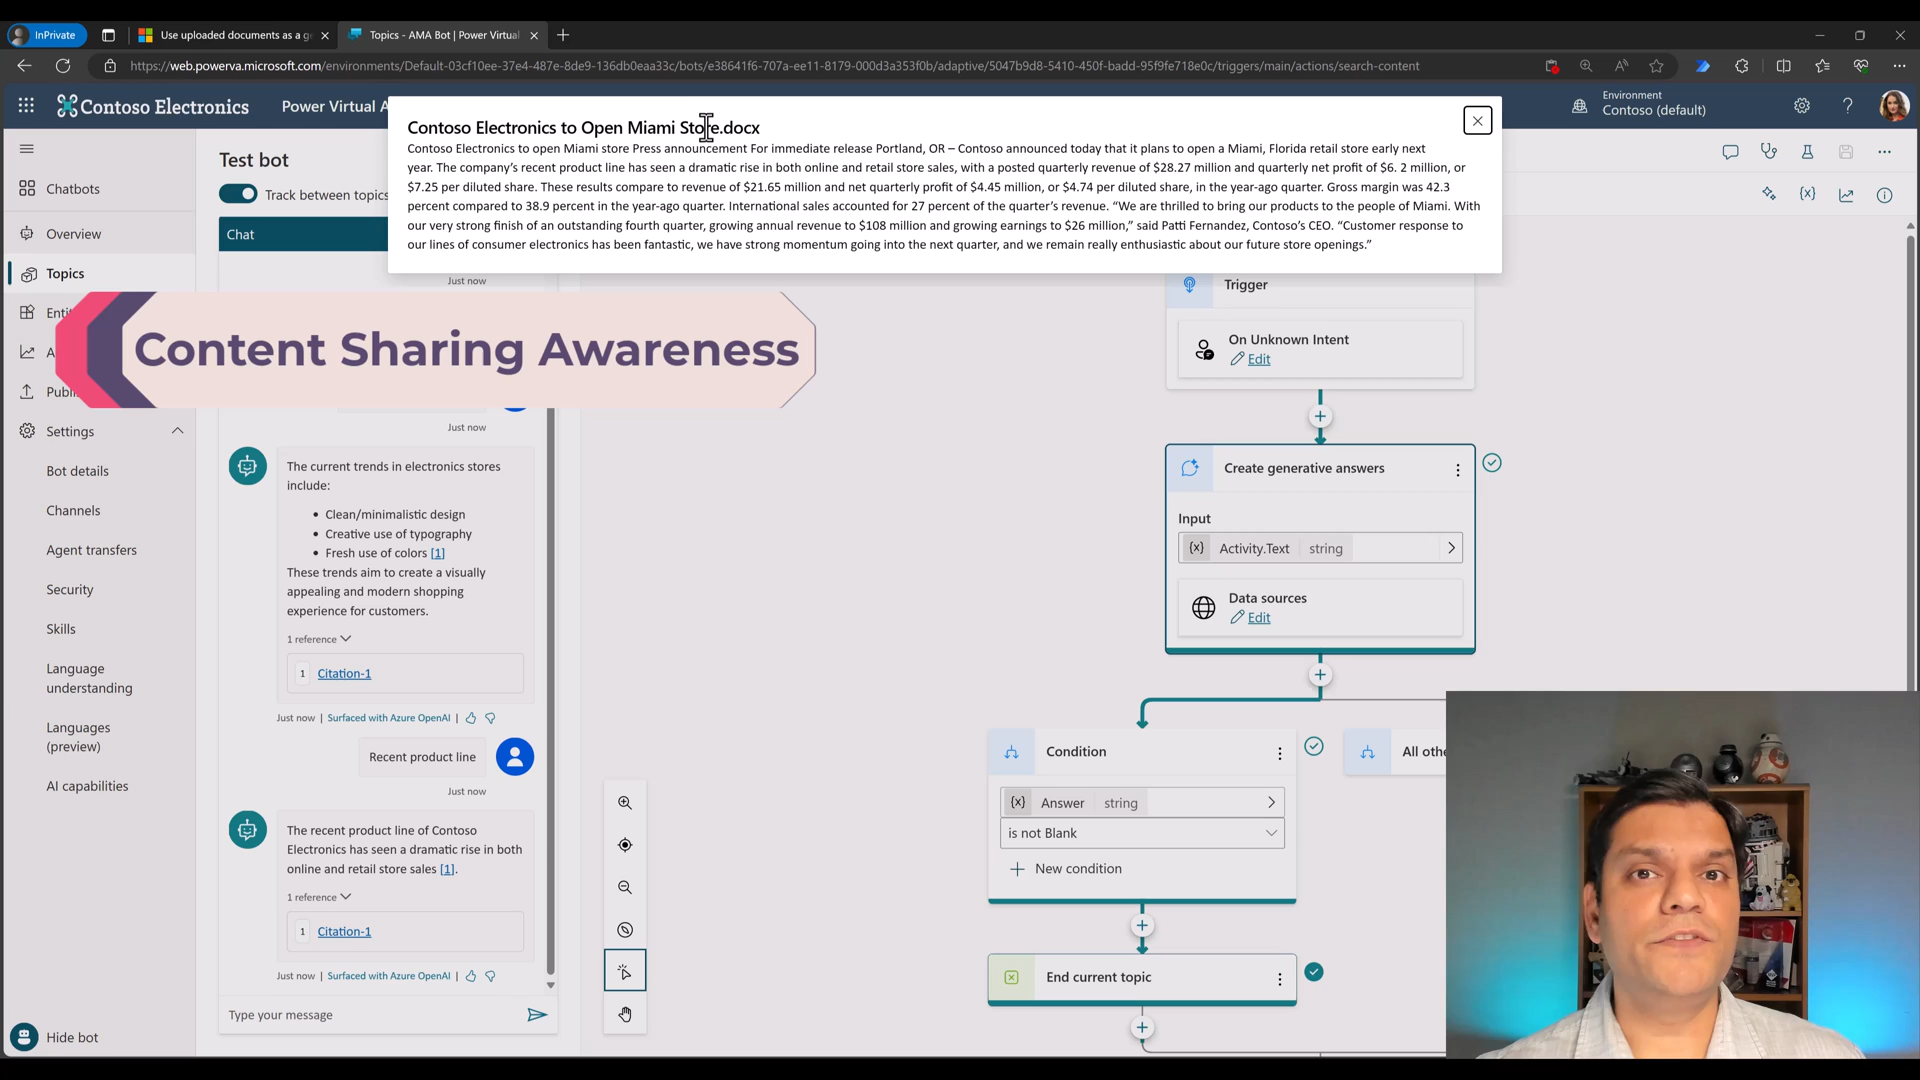 InPrivate
Use uploaded documents as a ge
Topics - AMA Bot | Power Virtual
https://web.powerva.microsoft.com/environments/Default-03cf10ee-37e4-487e-8de9-136db0eaa33c/bots/e38641f6-707a-ee11-8179-000d3a353f0b/adaptive/5047b9d8-5410-450f-badd-95f9fe718e0c/triggers/main/actions/search-content
Contoso Electronics
Power Virtual A
Environment
Contoso (default)
Contoso Electronics to Open Miami Store.docx
Contoso Electronics to open Miami store Press announcement For immediate release Portland, OR – Contoso announced today that it plans to open a Miami, Florida retail store early next
year. The company's recent product line has seen a dramatic rise in both online and retail store sales, with a posted quarterly revenue of $28.27 million and quarterly net profit of $6. 2 million, or
$7.25 per diluted share. These results compare to revenue of $21.65 million and net quarterly profit of $4.45 million, or $4.74 per diluted share, in the year-ago quarter. Gross margin was 42.3
percent compared to 38.9 percent in the year-ago quarter. International sales accounted for 27 percent of the quarter's revenue. “We are thrilled to bring our products to the people of Miami. With
our very strong finish of an outstanding fourth quarter, growing annual revenue to $108 million and growing earnings to $26 million,” said Patti Fernandez, Contoso's CEO. “Customer response to
our lines of consumer electronics has been fantastic, we have strong momentum going into the next quarter, and we remain really enthusiastic about our future store openings.”
Chatbots
Overview
Topics
Enti
A
Publi
Settings
Bot details
Channels
Agent transfers
Security
Skills
Language
understanding
Languages
(preview)
AI capabilities
Hide bot
Test bot
Track between topics
Chat
Just now
Content Sharing Awareness
Just now
The current trends in electronics stores
include:
• Clean/minimalistic design
• Creative use of typography
• Fresh use of colors [1]
These trends aim to create a visually
appealing and modern shopping
experience for customers.
1 reference
1 Citation-1
Just now | Surfaced with Azure OpenAI |
Recent product line
Just now
The recent product line of Contoso
Electronics has seen a dramatic rise in both
online and retail store sales [1].
1 reference
1 Citation-1
Just now | Surfaced with Azure OpenAI |
Type your message
Trigger
On Unknown Intent
Edit
Create generative answers
Input
{x} Activity.Text string
Data sources
Edit
Condition
{x} Answer string
is not Blank
New condition
All othe
End current topic